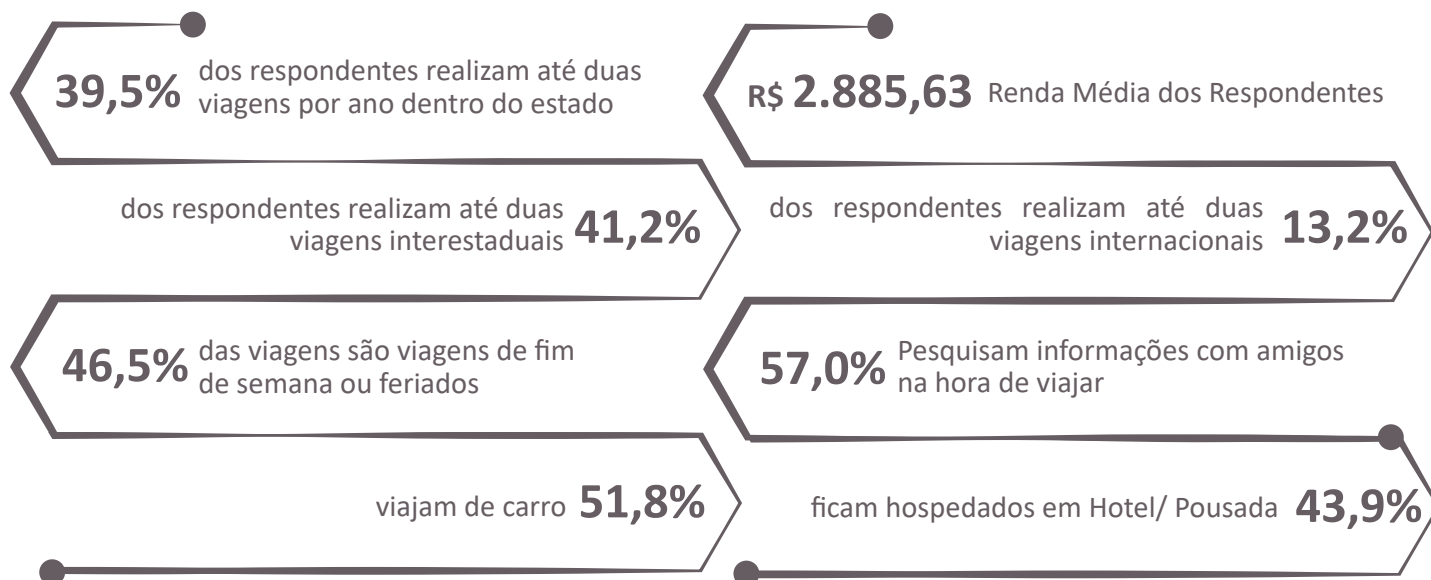 39,5% dos respondentes realizam até duas
viagens por ano dentro do estado
dos respondentes realizam até duas
viagens interestaduais 41,2%
46,5% das viagens são viagens de fim
de semana ou feriados
viajam de carro 51,8%
R$ 2.885,63 Renda Média dos Respondentes
dos respondentes realizam até duas
viagens internacionais 13,2%
57,0% Pesquisam informações com amigos
na hora de viajar
ficam hospedados em Hotel/ Pousada 43,9%